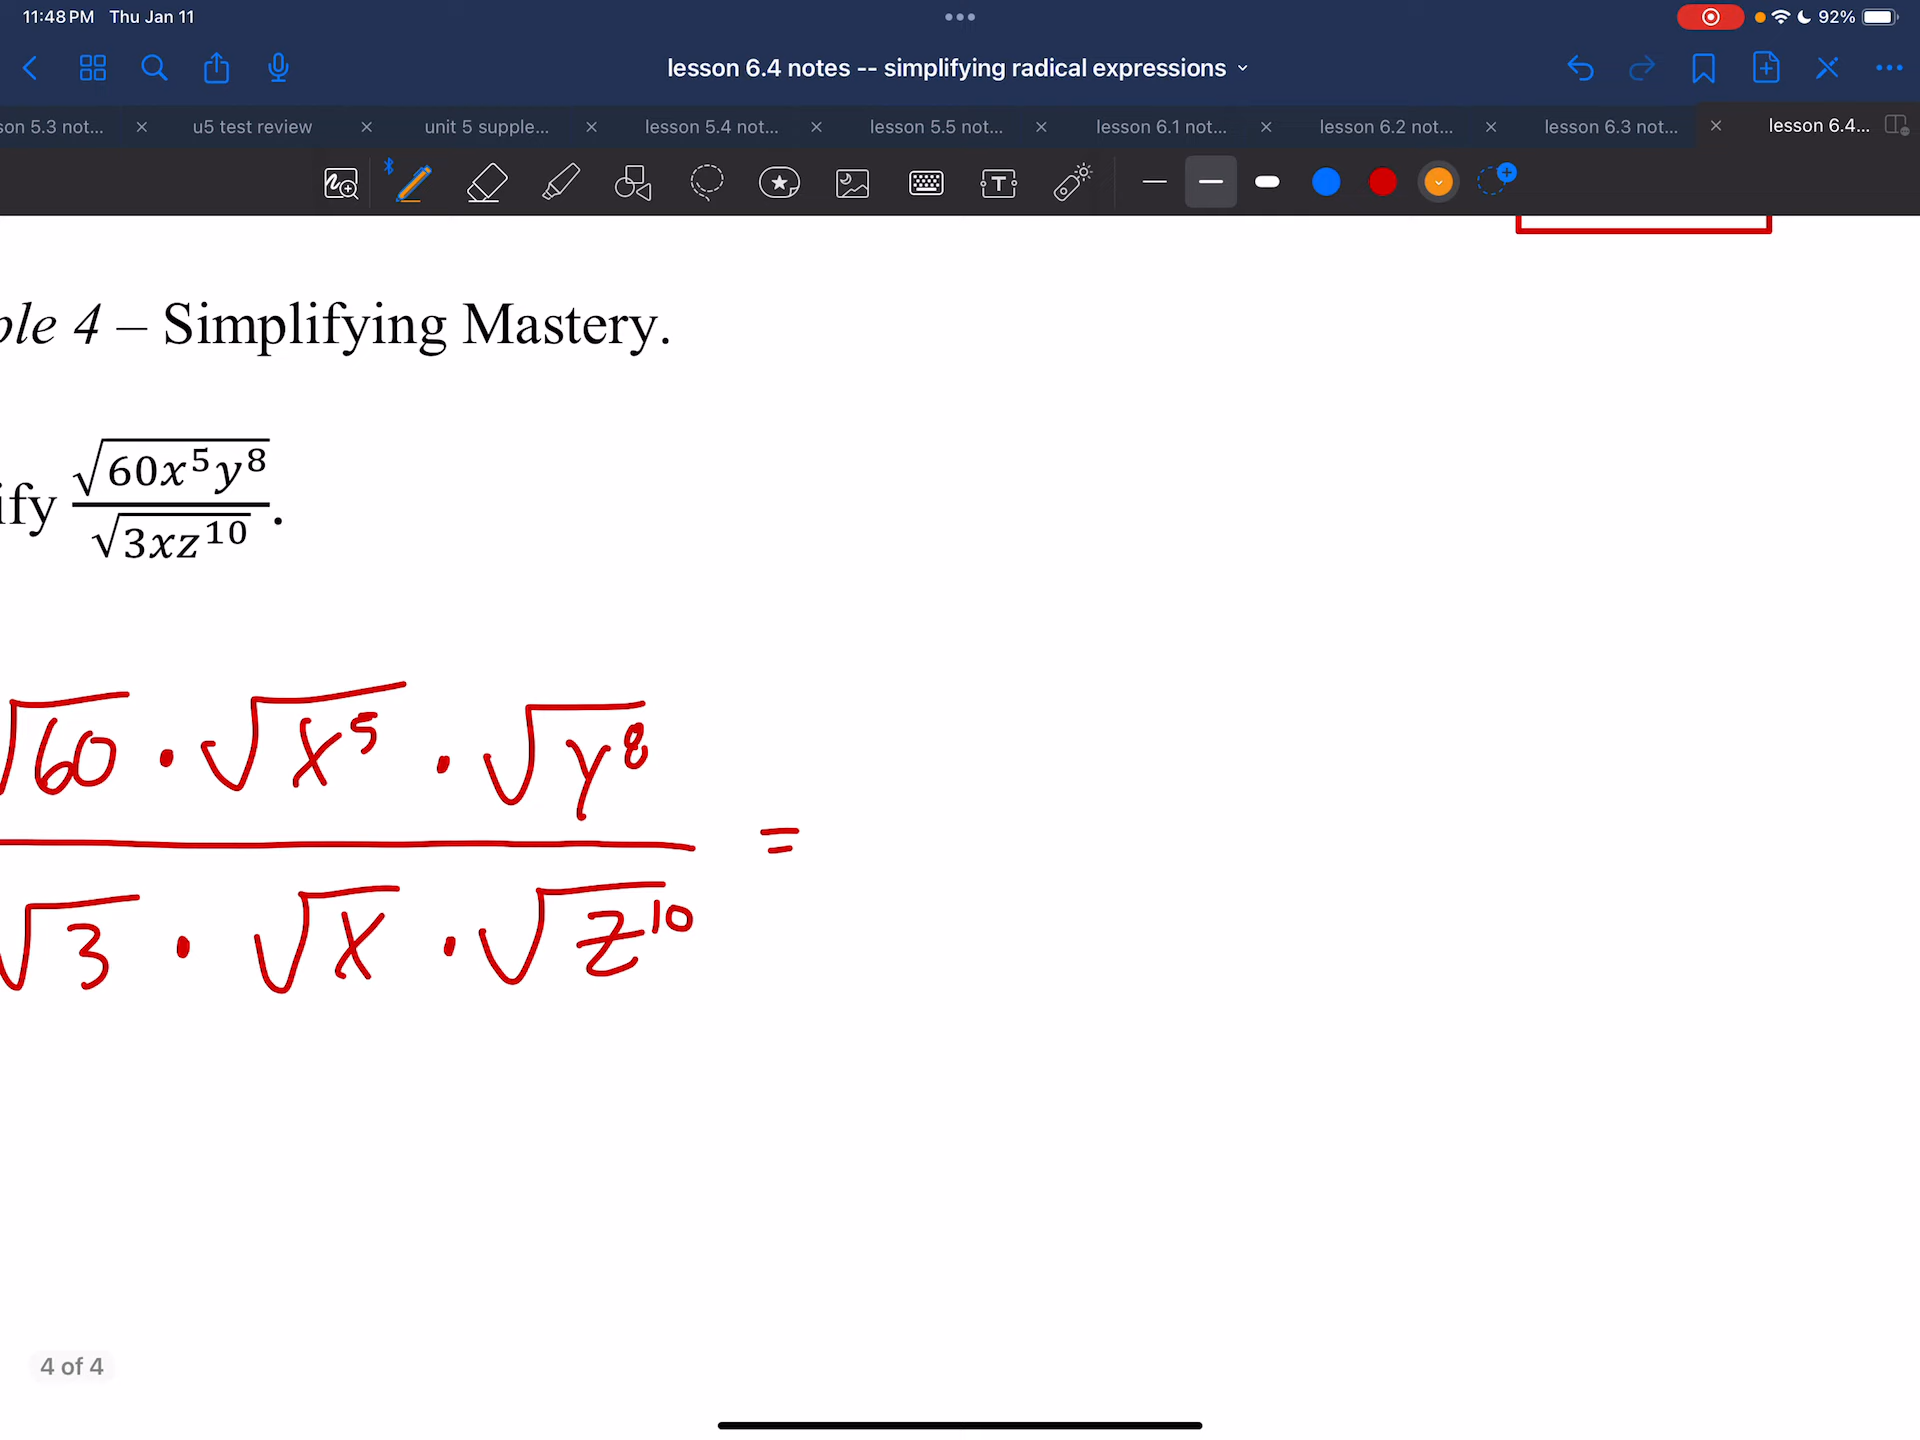 11:48 PM Thu Jan 11 92%
lesson 6.4 notes -- simplifying radical expressions
son 5.3 not... u5 test review unit 5 supple... lesson 5.4 not... lesson 5.5 not... lesson 6.1 not... lesson 6.2 not... lesson 6.3 not... lesson 6.4...
ple 4 – Simplifying Mastery.
ify √60x⁵y⁸ / √3xz¹⁰.
√60 · √x⁵ · √y⁸
=
√3 · √x · √z¹⁰
4 of 4